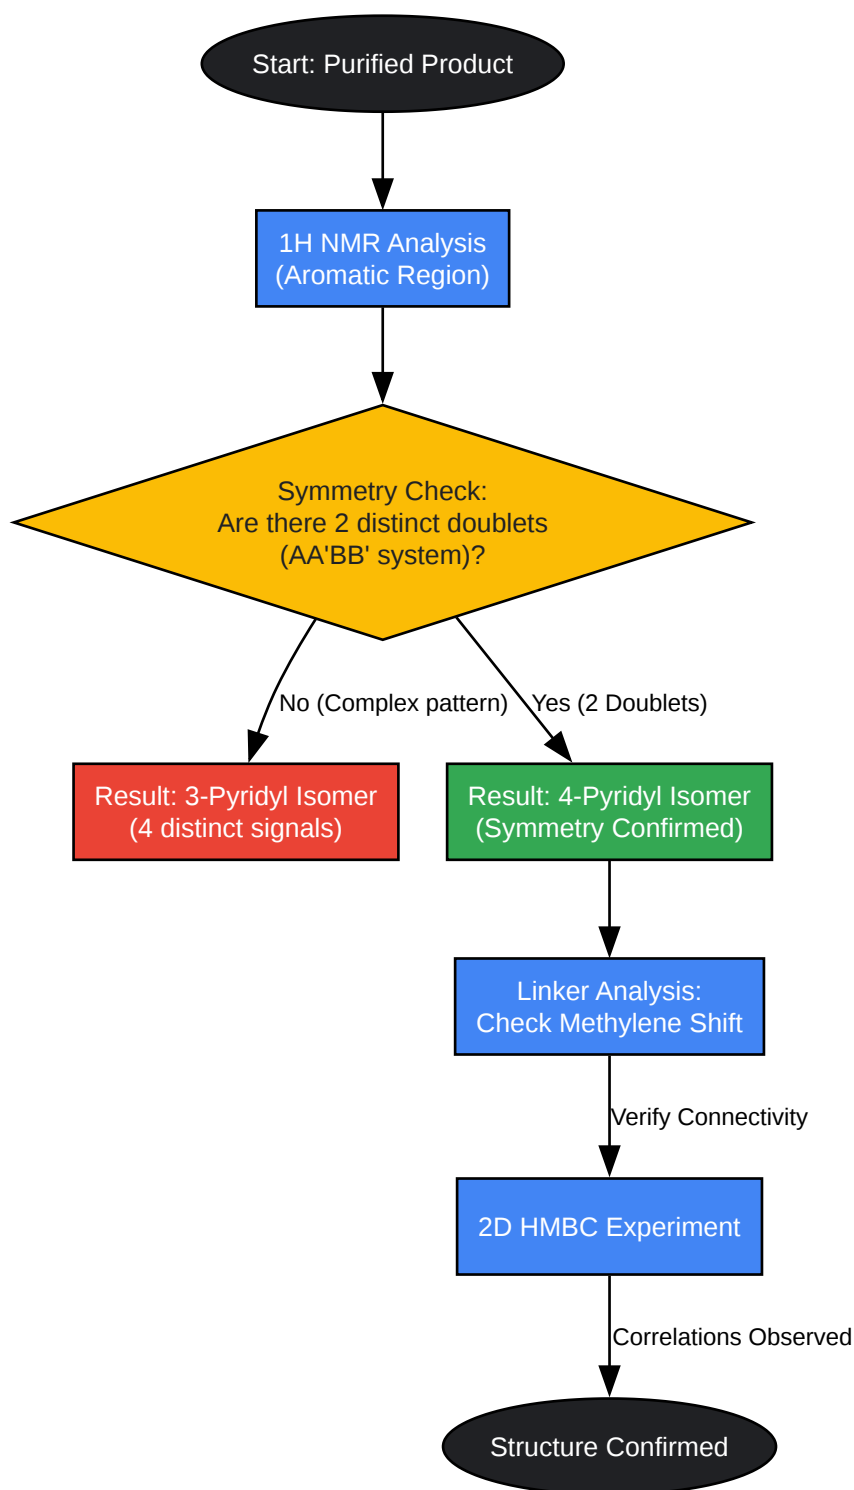 Start: Purified Product
1H NMR Analysis
(Aromatic Region)
Symmetry Check:
Are there 2 distinct doublets
(AA'BB' system)?
No (Complex pattern)
Yes (2 Doublets)
Result: 3-Pyridyl Isomer
(4 distinct signals)
Result: 4-Pyridyl Isomer
(Symmetry Confirmed)
Linker Analysis:
Check Methylene Shift
Verify Connectivity
2D HMBC Experiment
Correlations Observed
Structure Confirmed